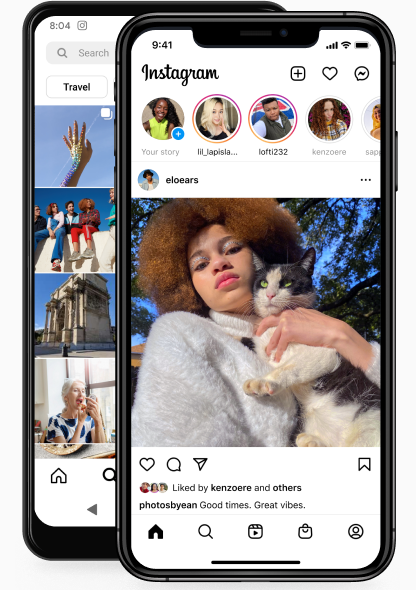 8:04
Search
Travel
9:41
Instagram
Your story
lil_lapisla...
lofti232
kenzoere
sap
eloears
Liked by kenzoere and others
photosbyean Good times. Great vibes.